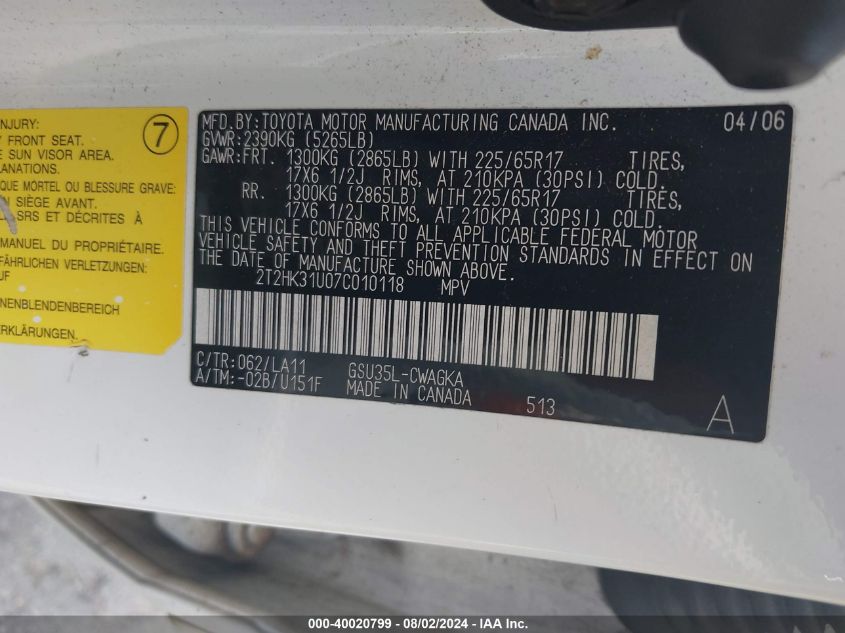 NJURY:
FRONT SEAT.
E SUN VISOR AREA.
LANATIONS.
7
QUE MORTEL OU BLESSURE GRAVE:
N SIÈGE AVANT.
SRS ET DÉCRITES À
MANUEL DU PROPRIÉTAIRE.
FÄHRLICHEN VERLETZUNGEN:
UF
NENBLENDENBEREICH
ERKLÄRUNGEN.
MFD.BY:TOYOTA MOTOR MANUFACTURING CANADA INC. 04/06
GVWR:2390KG (5265LB)
GAWR:FRT. 1300KG (2865LB) WITH 225/65R17 TIRES,
17X6 1/2J RIMS, AT 210KPA (30PSI) COLD.
RR. 1300KG (2865LB) WITH 225/65R17 TIRES,
17X6 1/2J RIMS, AT 210KPA (30PSI) COLD.
THIS VEHICLE CONFORMS TO ALL APPLICABLE FEDERAL MOTOR
VEHICLE SAFETY AND THEFT PREVENTION STANDARDS IN EFFECT ON
THE DATE OF MANUFACTURE SHOWN ABOVE.
2T2HK31U07C010118 MPV
C/TR:062/LA11 GSU35L-CWAGKA
A/TM:-02B/U151F MADE IN CANADA 513
A
000-40020799 - 08/02/2024 - IAA Inc.